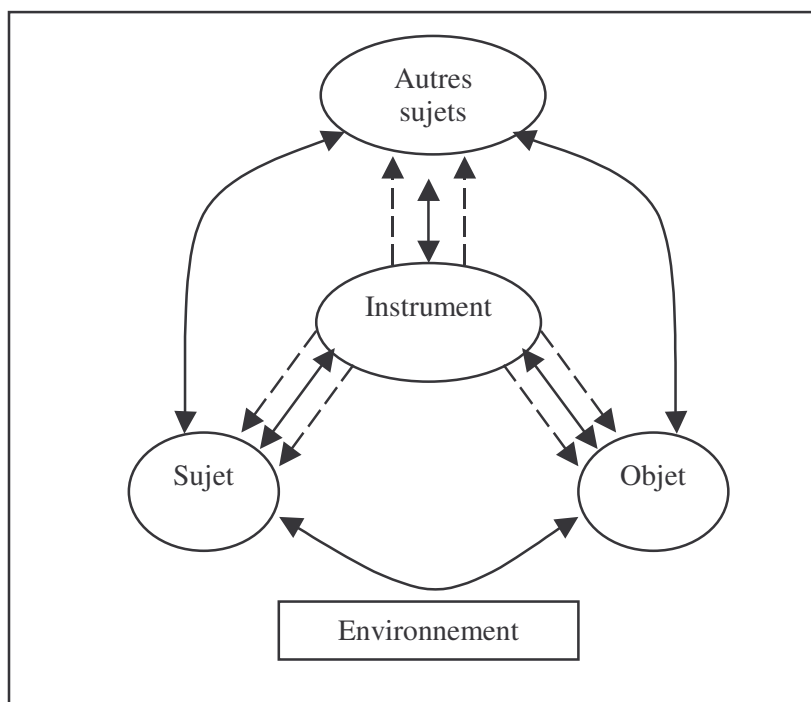 Autres
sujets
Instrument
Sujet
Objet
Environnement